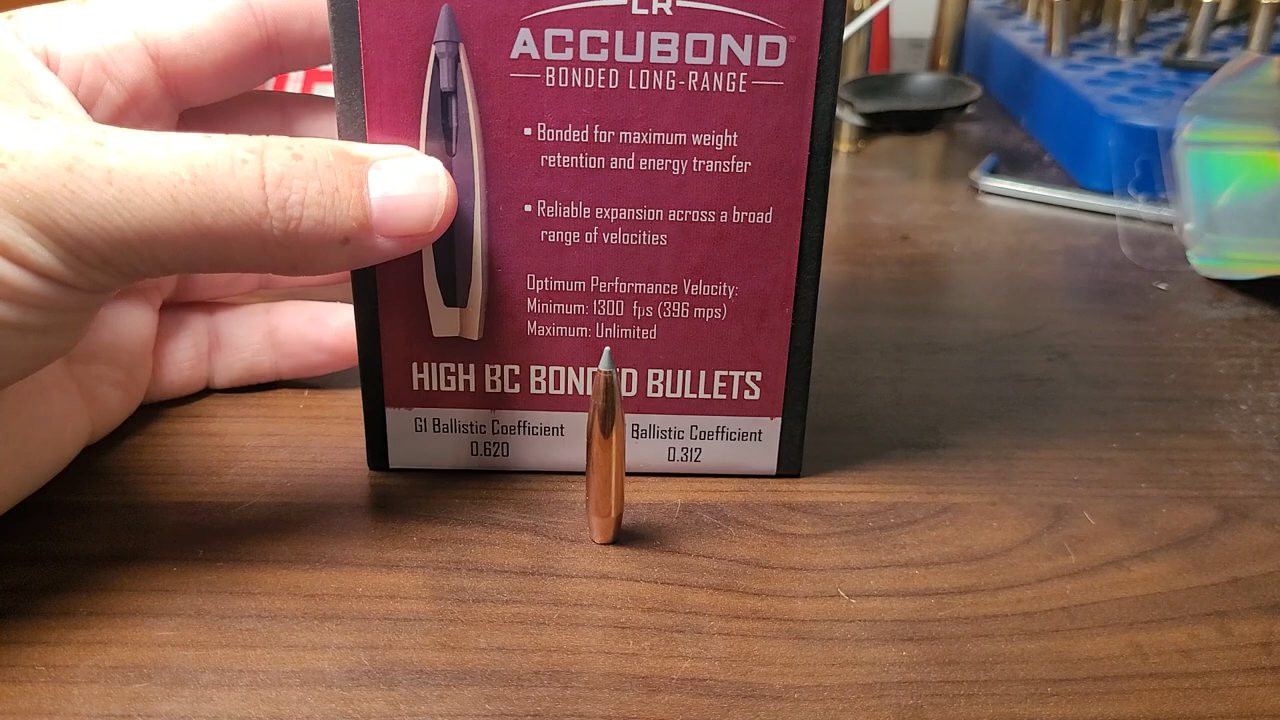 LR
ACCUBOND®
BONDED LONG-RANGE
▪ Bonded for maximum weight
retention and energy transfer
▪ Reliable expansion across a broad
range of velocities
Optimum Performance Velocity:
Minimum: 1300 fps (396 mps)
Maximum: Unlimited
HIGH BC BONDED BULLETS
G1 Ballistic Coefficient
0.620
Ballistic Coefficient
0.312